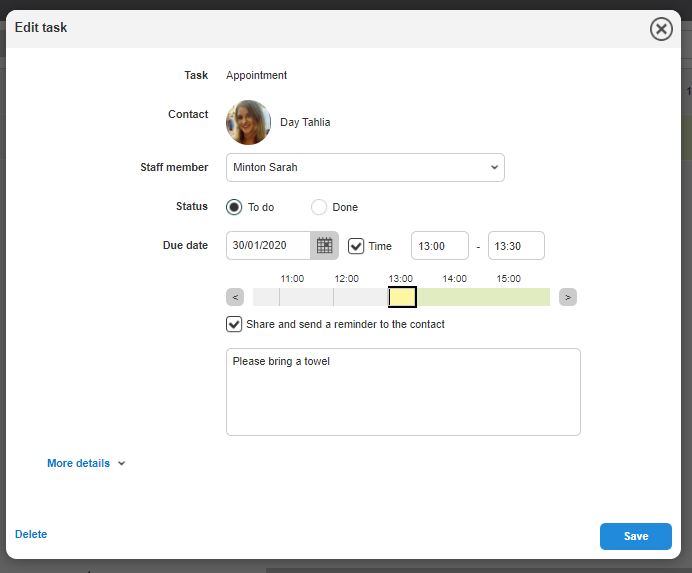 Edit task
Task Appointment
Contact Day Tahlia
Staff member Minton Sarah
Status To do Done
Due date 30/01/2020 Time 13:00 - 13:30
11:00 12:00 13:00 14:00 15:00
< >
Share and send a reminder to the contact
Please bring a towel
More details
Delete Save